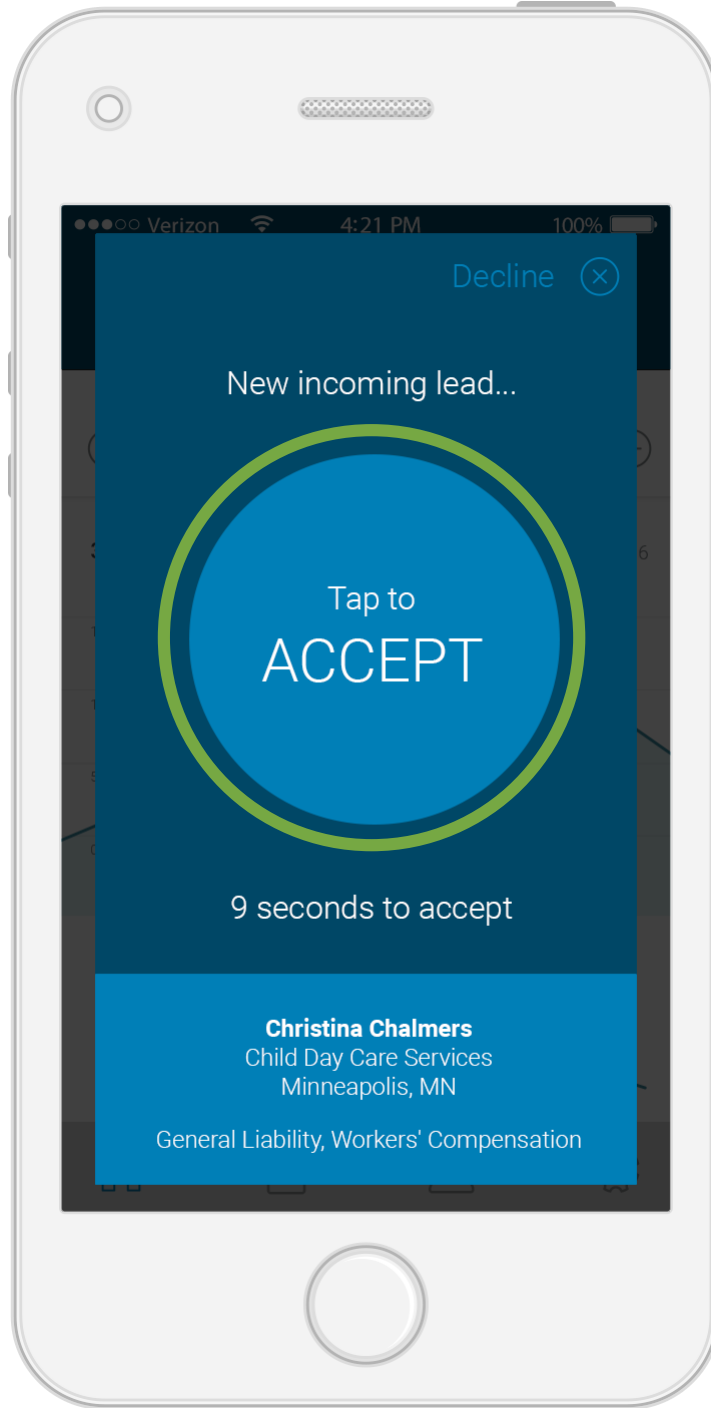 Verizon 4:21 PM 100%
Decline
New incoming lead...
Tap to
ACCEPT
9 seconds to accept
Christina Chalmers
Child Day Care Services
Minneapolis, MN
General Liability, Workers' Compensation